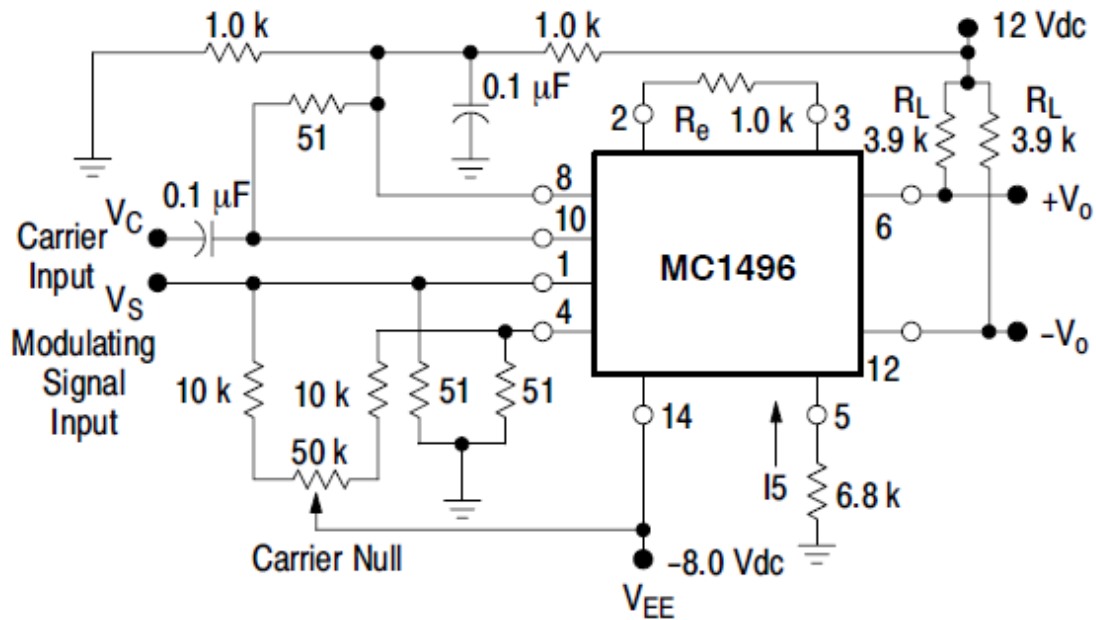 1.0 k
1.0 k
12 Vdc
0.1 µF
51
2
Re
1.0 k
3
RL
3.9 k
RL
3.9 k
8
0.1 µF
VC
10
Carrier
Input
1
VS
4
MC1496
6
+Vo
12
–Vo
Modulating
Signal
Input
10 k
10 k
51
51
50 k
14
5
I5
6.8 k
Carrier Null
–8.0 Vdc
VEE